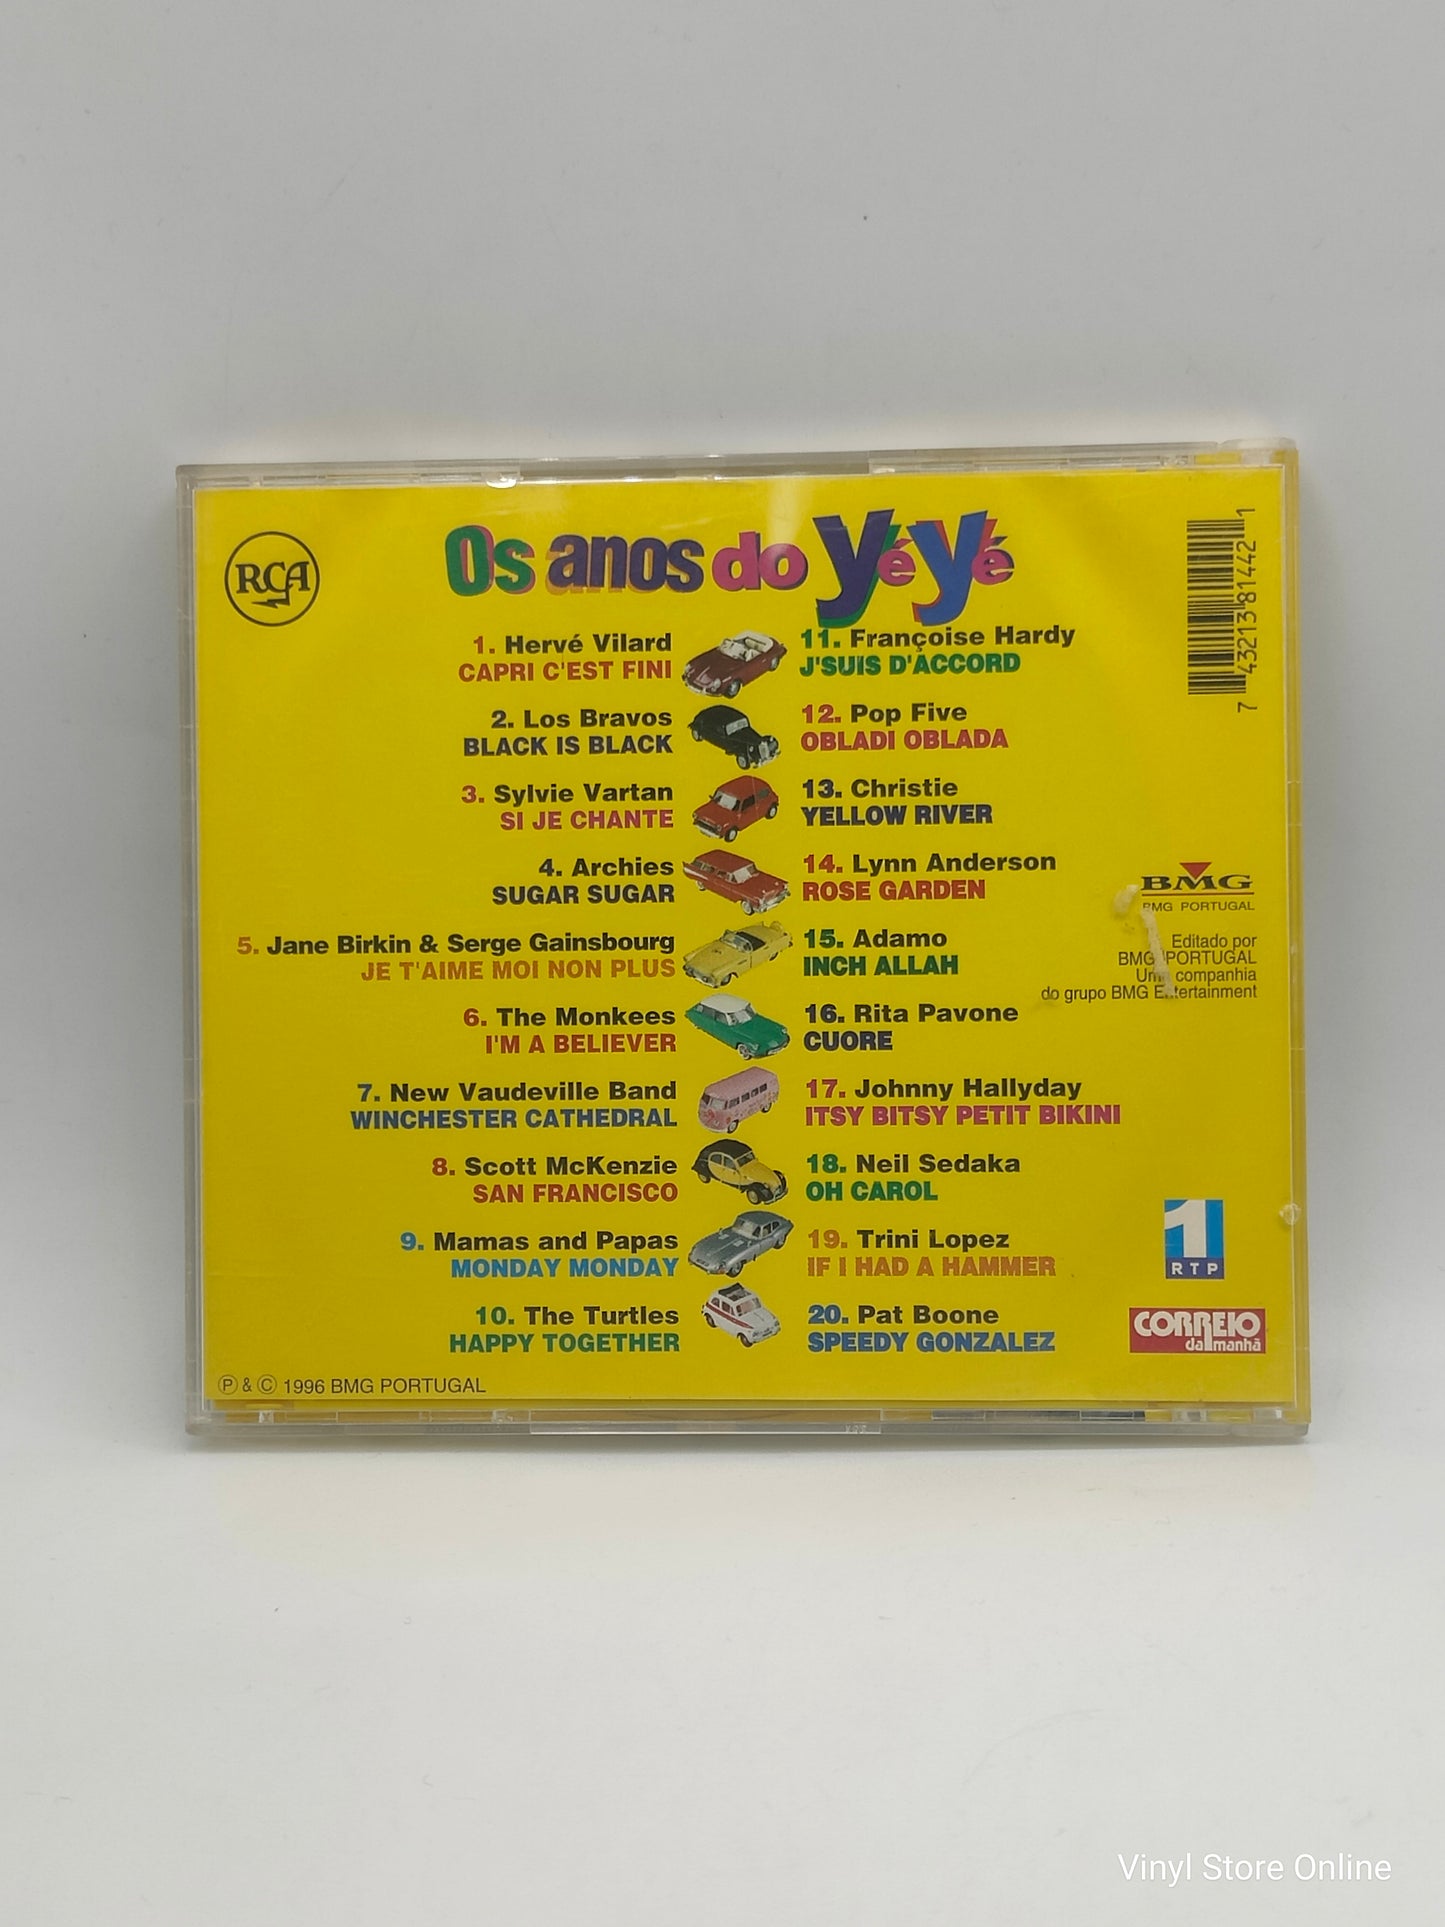 RCA
Os anos do YéYé
1. Hervé Vilard
CAPRI C'EST FINI
2. Los Bravos
BLACK IS BLACK
3. Sylvie Vartan
SI JE CHANTE
4. Archies
SUGAR SUGAR
5. Jane Birkin & Serge Gainsbourg
JE T'AIME MOI NON PLUS
6. The Monkees
I'M A BELIEVER
7. New Vaudeville Band
WINCHESTER CATHEDRAL
8. Scott McKenzie
SAN FRANCISCO
9. Mamas and Papas
MONDAY MONDAY
10. The Turtles
HAPPY TOGETHER
11. Françoise Hardy
J'SUIS D'ACCORD
12. Pop Five
OBLADI OBLADA
13. Christie
YELLOW RIVER
14. Lynn Anderson
ROSE GARDEN
15. Adamo
INCH ALLAH
16. Rita Pavone
CUORE
17. Johnny Hallyday
ITSY BITSY PETIT BIKINI
18. Neil Sedaka
OH CAROL
19. Trini Lopez
IF I HAD A HAMMER
20. Pat Boone
SPEEDY GONZALEZ
7 43213 81442 1
BMG
BMG PORTUGAL
Editado por
BMG PORTUGAL
Uma companhia
do grupo BMG Entertainment
1
RTP
CORREIO
da manhã
Ⓟ & © 1996 BMG PORTUGAL
Vinyl Store Online